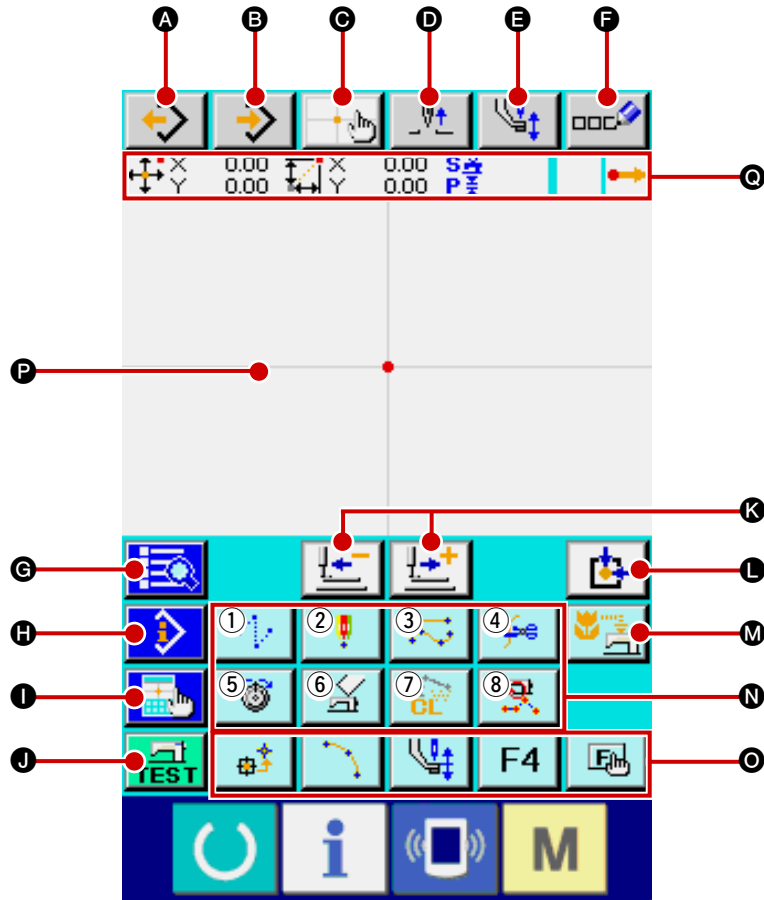 A B C D E F
X 0.00 X 0.00 S
Y 0.00 Y 0.00 P
Q
P
K
G L
H 1 2 3 4 M
I 5 6 7 CL 8 N
J TEST F4 F O
i M